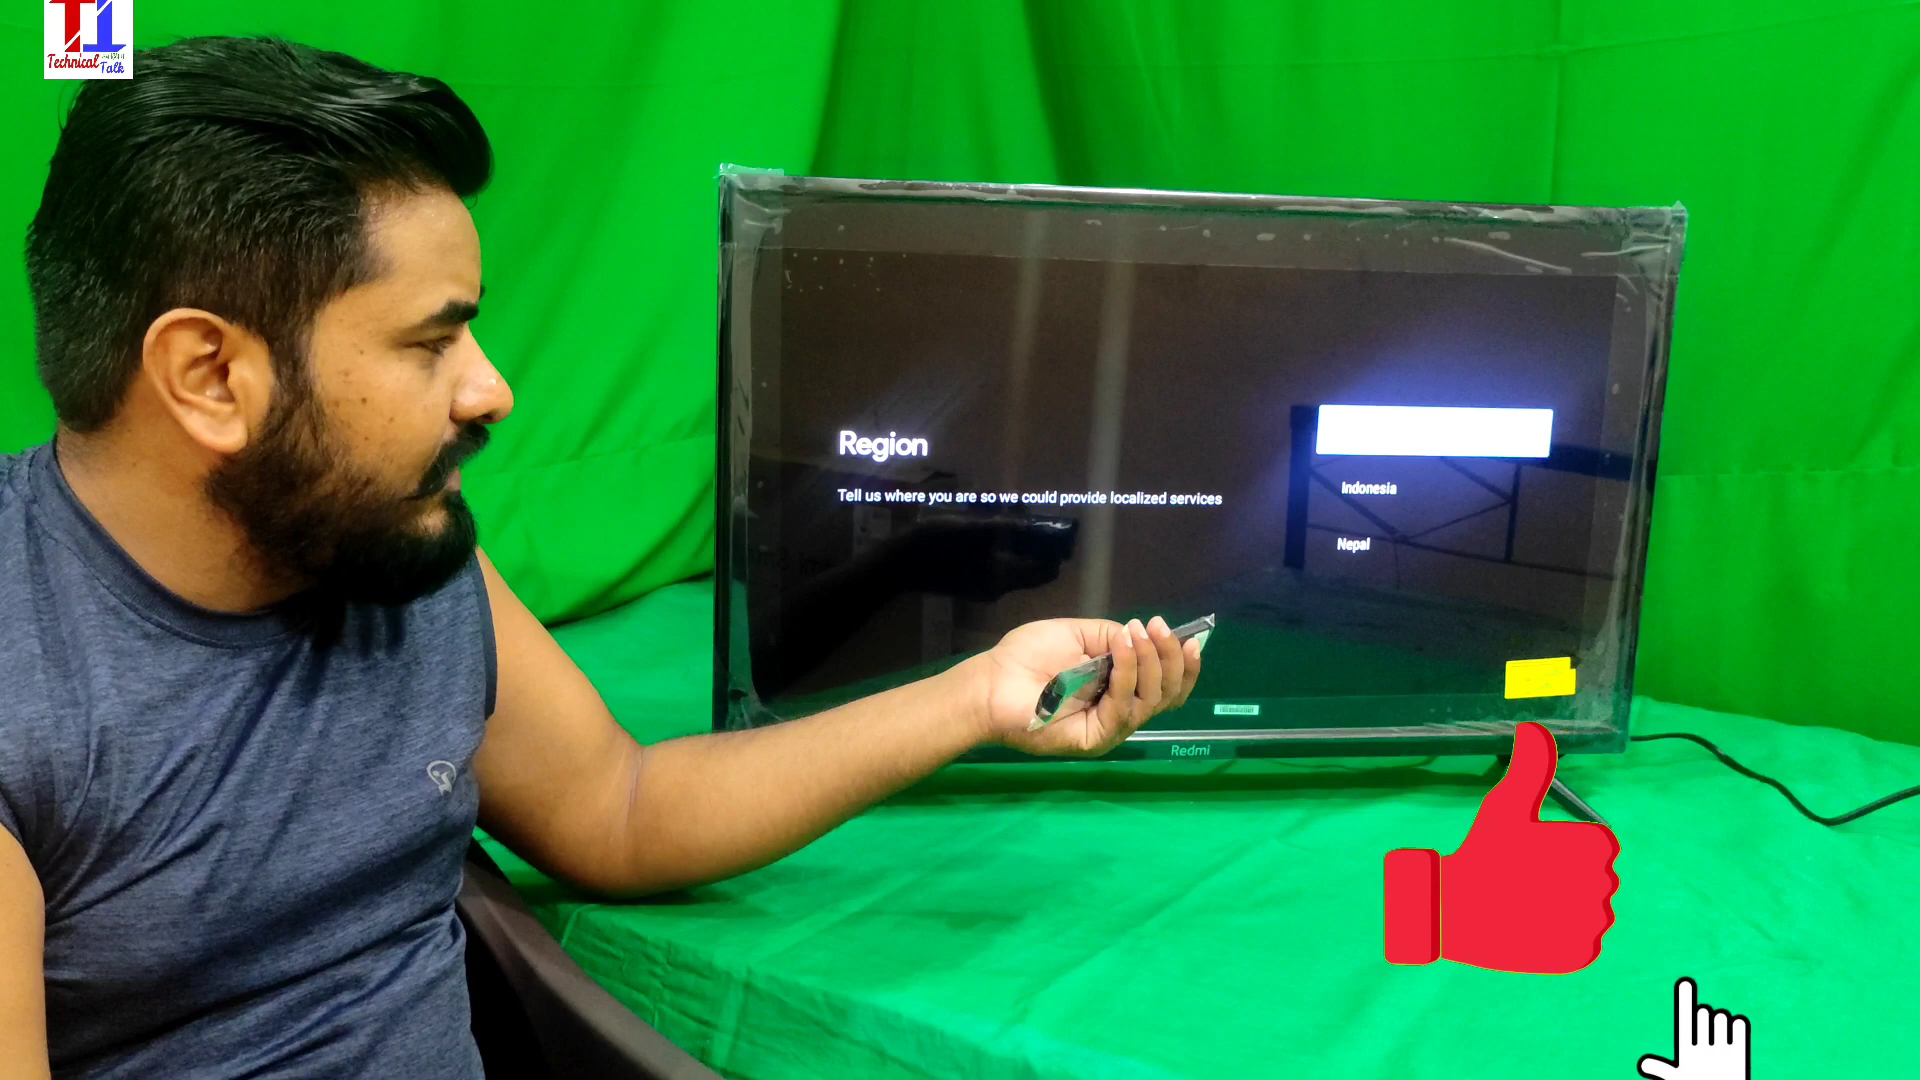 Technical
Talk
Region
Tell us where you are so we could provide localized services
Indonesia
Nepal
Redmi